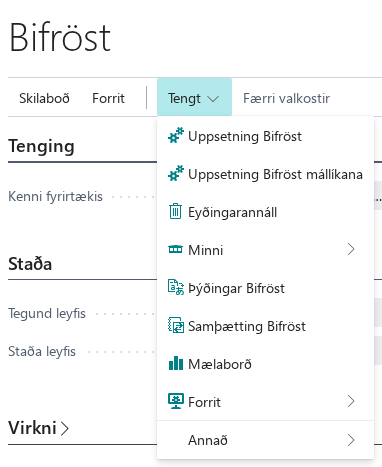 Bifröst
Skilaboð Forrit Tengt Færri valkostir
Uppsetning Bifröst
Uppsetning Bifröst mállíkana
Eyðingarannáll
Minni
Þýðingar Bifröst
Samþætting Bifröst
Mælaborð
Forrit
Annað
Tenging
Kenni fyrirtækis
Staða
Tegund leyfis
Staða leyfis
Virkni